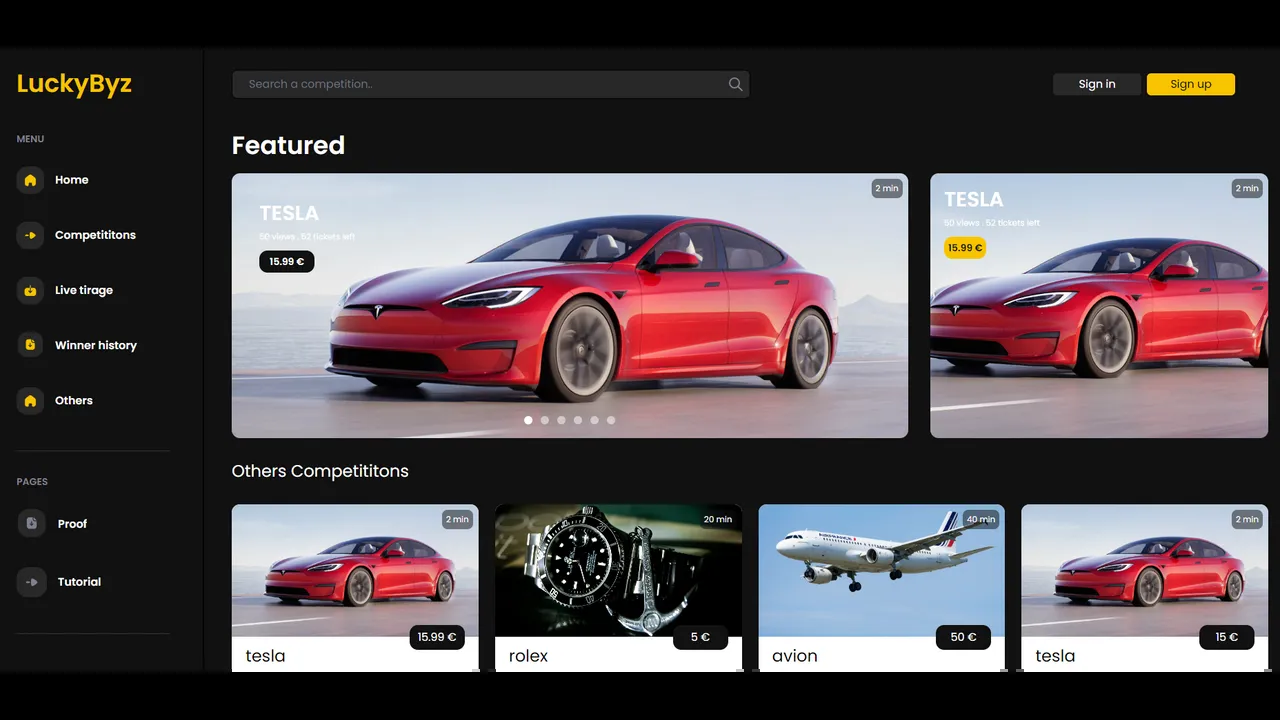 LuckyByz
Search a competition..
Sign in
Sign up
MENU
Home
Competititons
Live tirage
Winner history
Others
PAGES
Proof
Tutorial
Featured
TESLA
50 views . 52 tickets left
15.99 €
2 min
TESLA
50 views . 52 tickets left
15.99 €
2 min
Others Competititons
2 min
15.99 €
tesla
20 min
5 €
rolex
40 min
AIRFRANCE
50 €
avion
2 min
15 €
tesla